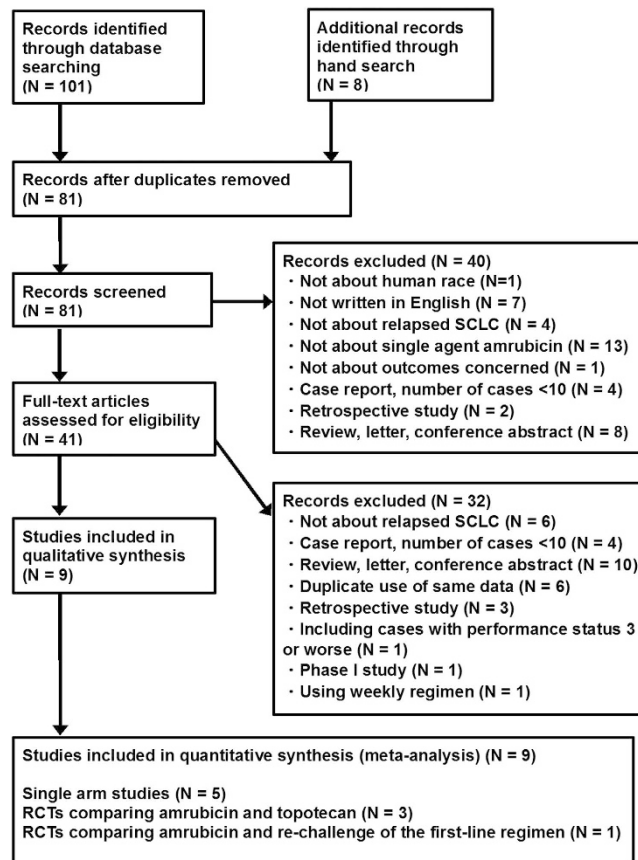 Records identified
through database
searching
(N = 101)
Additional records
identified through
hand search
(N = 8)
Records after duplicates removed
(N = 81)
Records screened
(N = 81)
Records excluded (N = 40)
・Not about human race (N=1)
・Not written in English (N = 7)
・Not about relapsed SCLC (N = 4)
・Not about single agent amrubicin (N = 13)
・Not about outcomes concerned (N = 1)
・Case report, number of cases <10 (N = 4)
・Retrospective study (N = 2)
・Review, letter, conference abstract (N = 8)
Full-text articles
assessed for eligibility
(N = 41)
Records excluded (N = 32)
・Not about relapsed SCLC (N = 6)
・Case report, number of cases <10 (N = 4)
・Review, letter, conference abstract (N = 10)
・Duplicate use of same data (N = 6)
・Retrospective study (N = 3)
・Including cases with performance status 3
or worse (N = 1)
・Phase I study (N = 1)
・Using weekly regimen (N = 1)
Studies included in
qualitative synthesis
(N = 9)
Studies included in quantitative synthesis (meta-analysis) (N = 9)
Single arm studies (N = 5)
RCTs comparing amrubicin and topotecan (N = 3)
RCTs comparing amrubicin and re-challenge of the first-line regimen (N = 1)